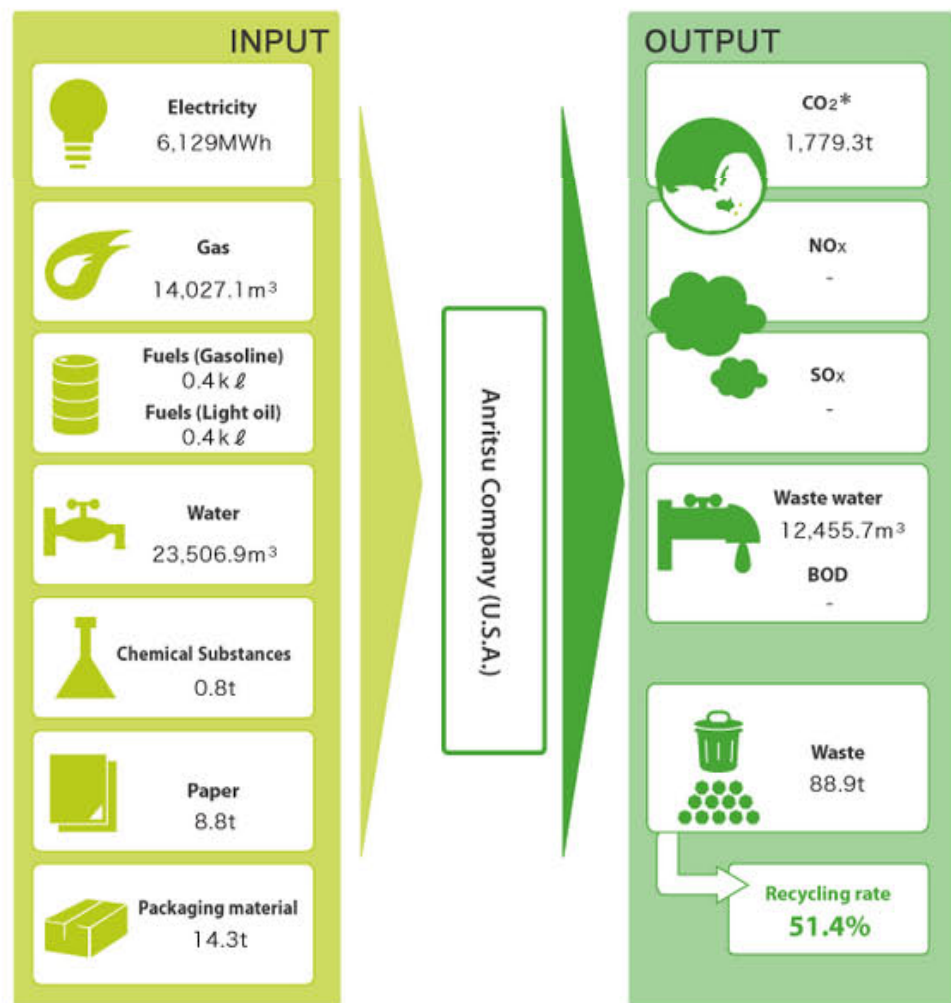 INPUT
Electricity
6,129MWh
Gas
14,027.1m³
Fuels (Gasoline)
0.4kℓ
Fuels (Light oil)
0.4kℓ
Water
23,506.9m³
Chemical Substances
0.8t
Paper
8.8t
Packaging material
14.3t
Anritsu Company (U.S.A.)
OUTPUT
CO₂*
1,779.3t
NOx
-
SOx
-
Waste water
12,455.7m³
BOD
-
Waste
88.9t
Recycling rate
51.4%